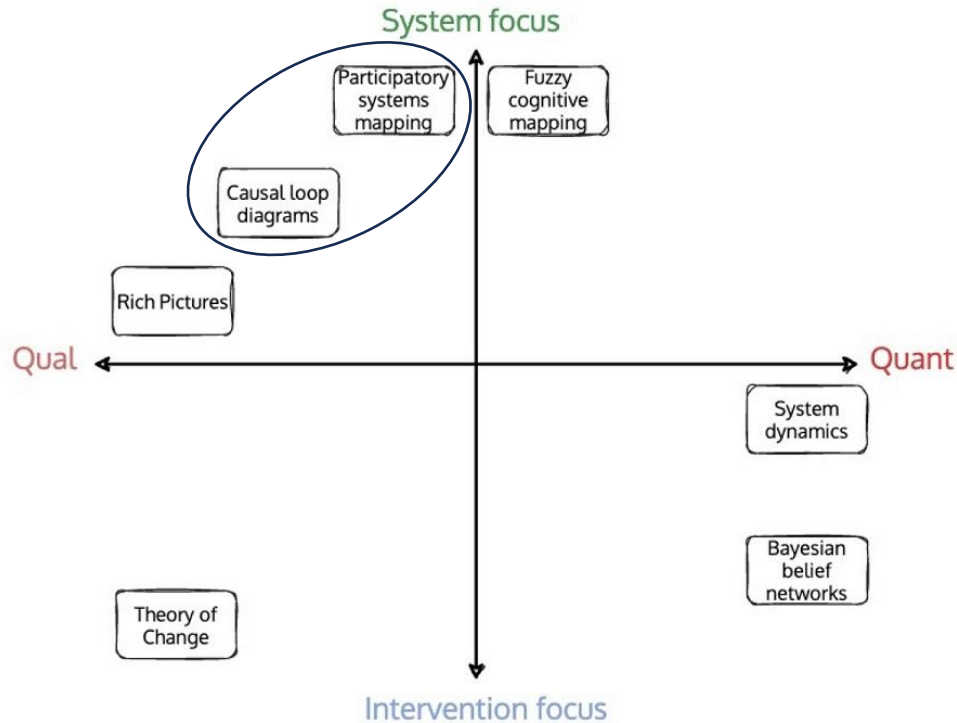 System focus
Participatory
systems
mapping
Fuzzy
cognitive
mapping
Causal loop
diagrams
Rich Pictures
Qual
Quant
System
dynamics
Bayesian
belief
networks
Theory of
Change
Intervention focus